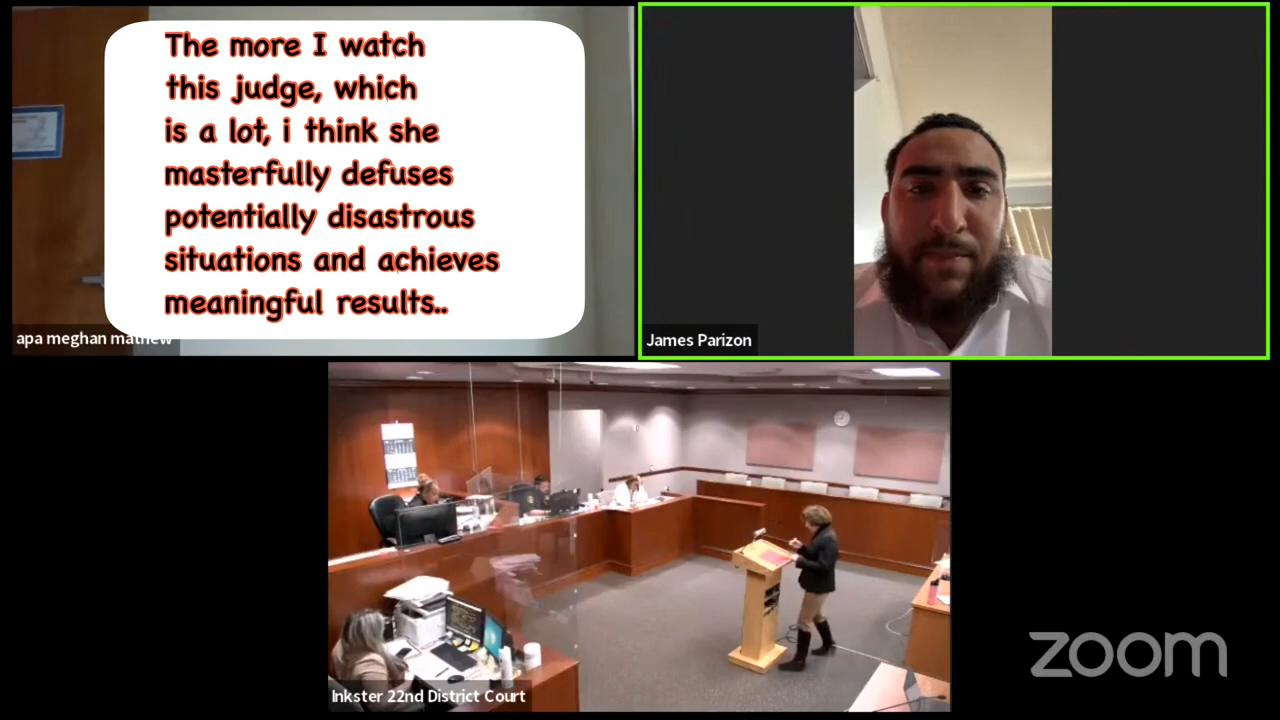 The more I watch
this judge, which
is a lot, i think she
masterfully defuses
potentially disastrous
situations and achieves
meaningful results..
apa meghan mathew
James Parizon
Inkster 22nd District Court
zoom